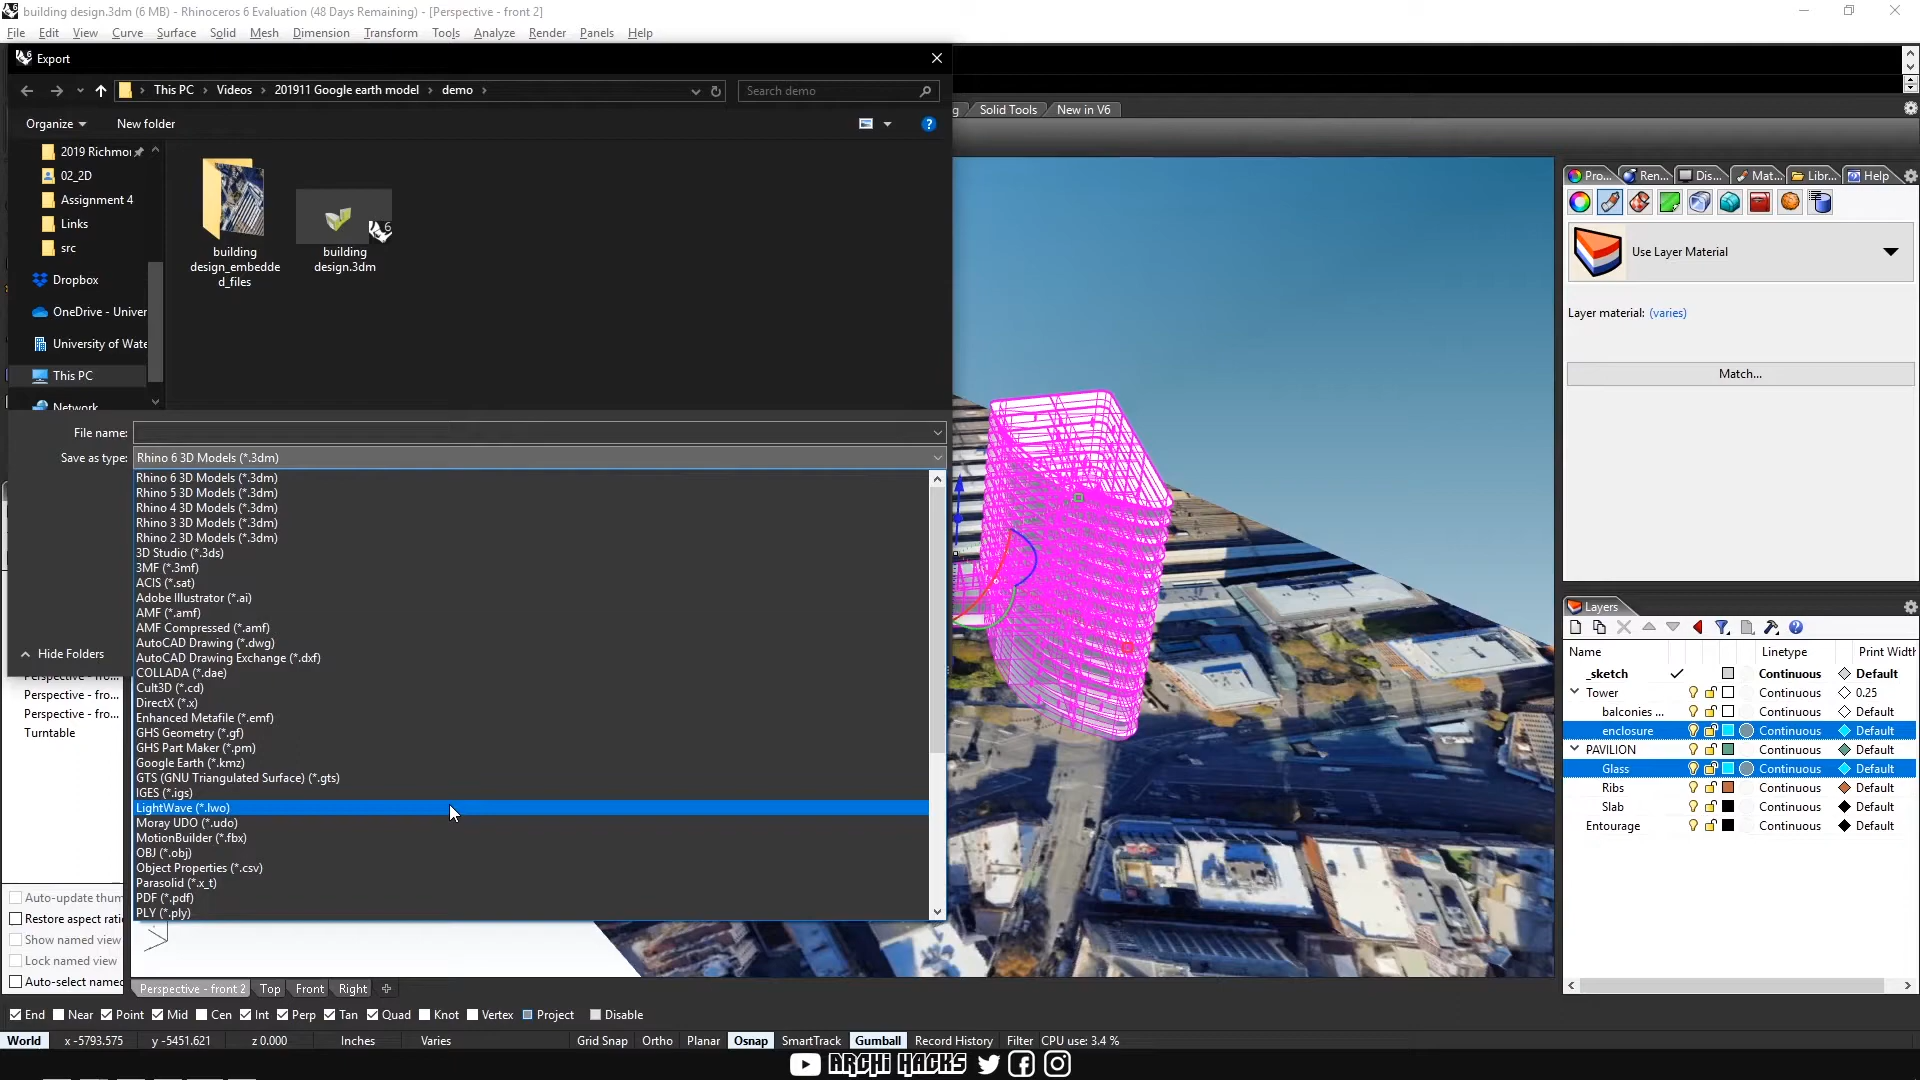 building design.3dm (6 MB) - Rhinoceros 6 Evaluation (48 Days Remaining) - [Perspective - front 2]
File Edit View Curve Surface Solid Mesh Dimension Transform Tools Analyze Render Panels Help
Export
This PC > Videos > 201911 Google earth model > demo >
Search demo
Solid Tools New in V6
Organize New folder
2019 Richmo
02_2D
Assignment 4
Links
src
Dropbox
OneDrive - Univer
University of Wate
This PC
Network
building design_embedde d_files
building design.3dm
File name:
Save as type: Rhino 6 3D Models (*.3dm)
Rhino 6 3D Models (*.3dm)
Rhino 5 3D Models (*.3dm)
Rhino 4 3D Models (*.3dm)
Rhino 3 3D Models (*.3dm)
Rhino 2 3D Models (*.3dm)
3D Studio (*.3ds)
3MF (*.3mf)
ACIS (*.sat)
Adobe Illustrator (*.ai)
AMF (*.amf)
AMF Compressed (*.amf)
AutoCAD Drawing (*.dwg)
AutoCAD Drawing Exchange (*.dxf)
COLLADA (*.dae)
Cult3D (*.cd)
DirectX (*.x)
Enhanced Metafile (*.emf)
GHS Geometry (*.gf)
GHS Part Maker (*.pm)
Google Earth (*.kmz)
GTS (GNU Triangulated Surface) (*.gts)
IGES (*.igs)
LightWave (*.lwo)
Moray UDO (*.udo)
MotionBuilder (*.fbx)
OBJ (*.obj)
Object Properties (*.csv)
Parasolid (*.x_t)
PDF (*.pdf)
PLY (*.ply)
Hide Folders
Perspective - fro...
Perspective - fro...
Perspective - fro...
Turntable
Auto-update thum
Restore aspect rati
Show named view
Lock named view
Auto-select named
Pro... Ren... Dis... Mat... Libr... Help
Use Layer Material
Layer material: (varies)
Match...
Layers
Name Linetype Print Width
_sketch Continuous Default
Tower Continuous 0.25
balconies ... Continuous Default
enclosure Continuous Default
PAVILION Continuous Default
Glass Continuous Default
Ribs Continuous Default
Slab Continuous Default
Entourage Continuous Default
Perspective - front 2 Top Front Right
End Near Point Mid Cen Int Perp Tan Quad Knot Vertex Project Disable
World x -5793.575 y -5451.621 z 0.000 Inches Varies Grid Snap Ortho Planar Osnap SmartTrack Gumball Record History Filter CPU use: 3.4 %
ARCHI HACKS